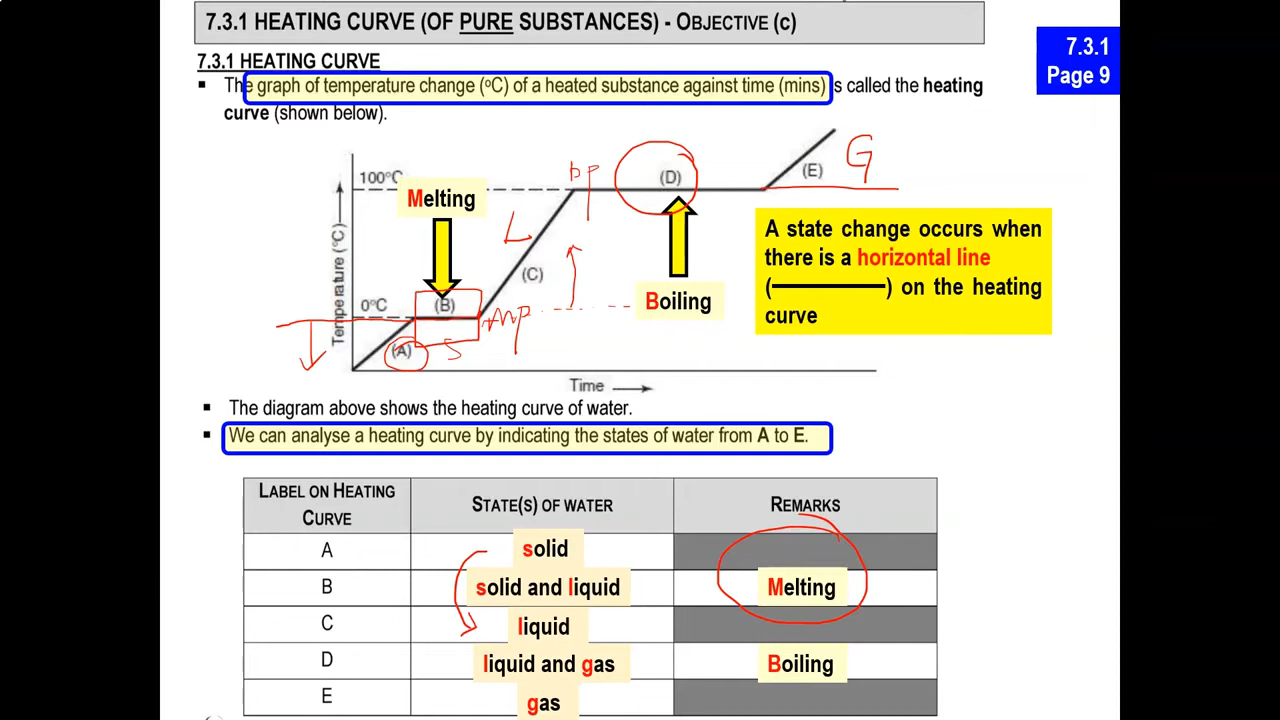 7.3.1 HEATING CURVE (OF PURE SUBSTANCES) - OBJECTIVE (c)
7.3.1
Page 9
7.3.1 HEATING CURVE
▪ The graph of temperature change (ºC) of a heated substance against time (mins) is called the heating
curve (shown below).
Temperature (°C)
100°C
0°C
Melting
Boiling
(A)
(B)
(C)
(D)
(E)
S
mp
L
bp
G
Time
A state change occurs when
there is a horizontal line
( ) on the heating
curve
▪ The diagram above shows the heating curve of water.
▪ We can analyse a heating curve by indicating the states of water from A to E.
LABEL ON HEATING CURVE STATE(S) OF WATER REMARKS
A solid
B solid and liquid Melting
C liquid
D liquid and gas Boiling
E gas